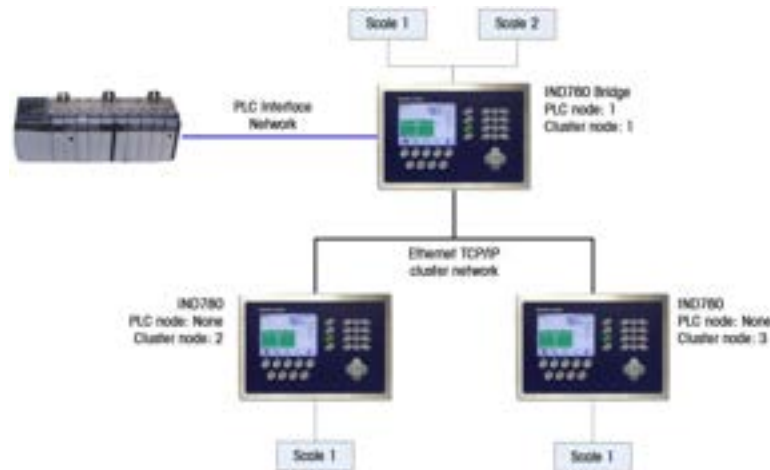 Scale 1
Scale 2
PLC Interface
Network
IND780 Bridge
PLC node: 1
Cluster node: 1
Ethernet TCP/IP
cluster network
IND780
PLC node: None
Cluster node: 2
IND780
PLC node: None
Cluster node: 3
Scale 1
Scale 1